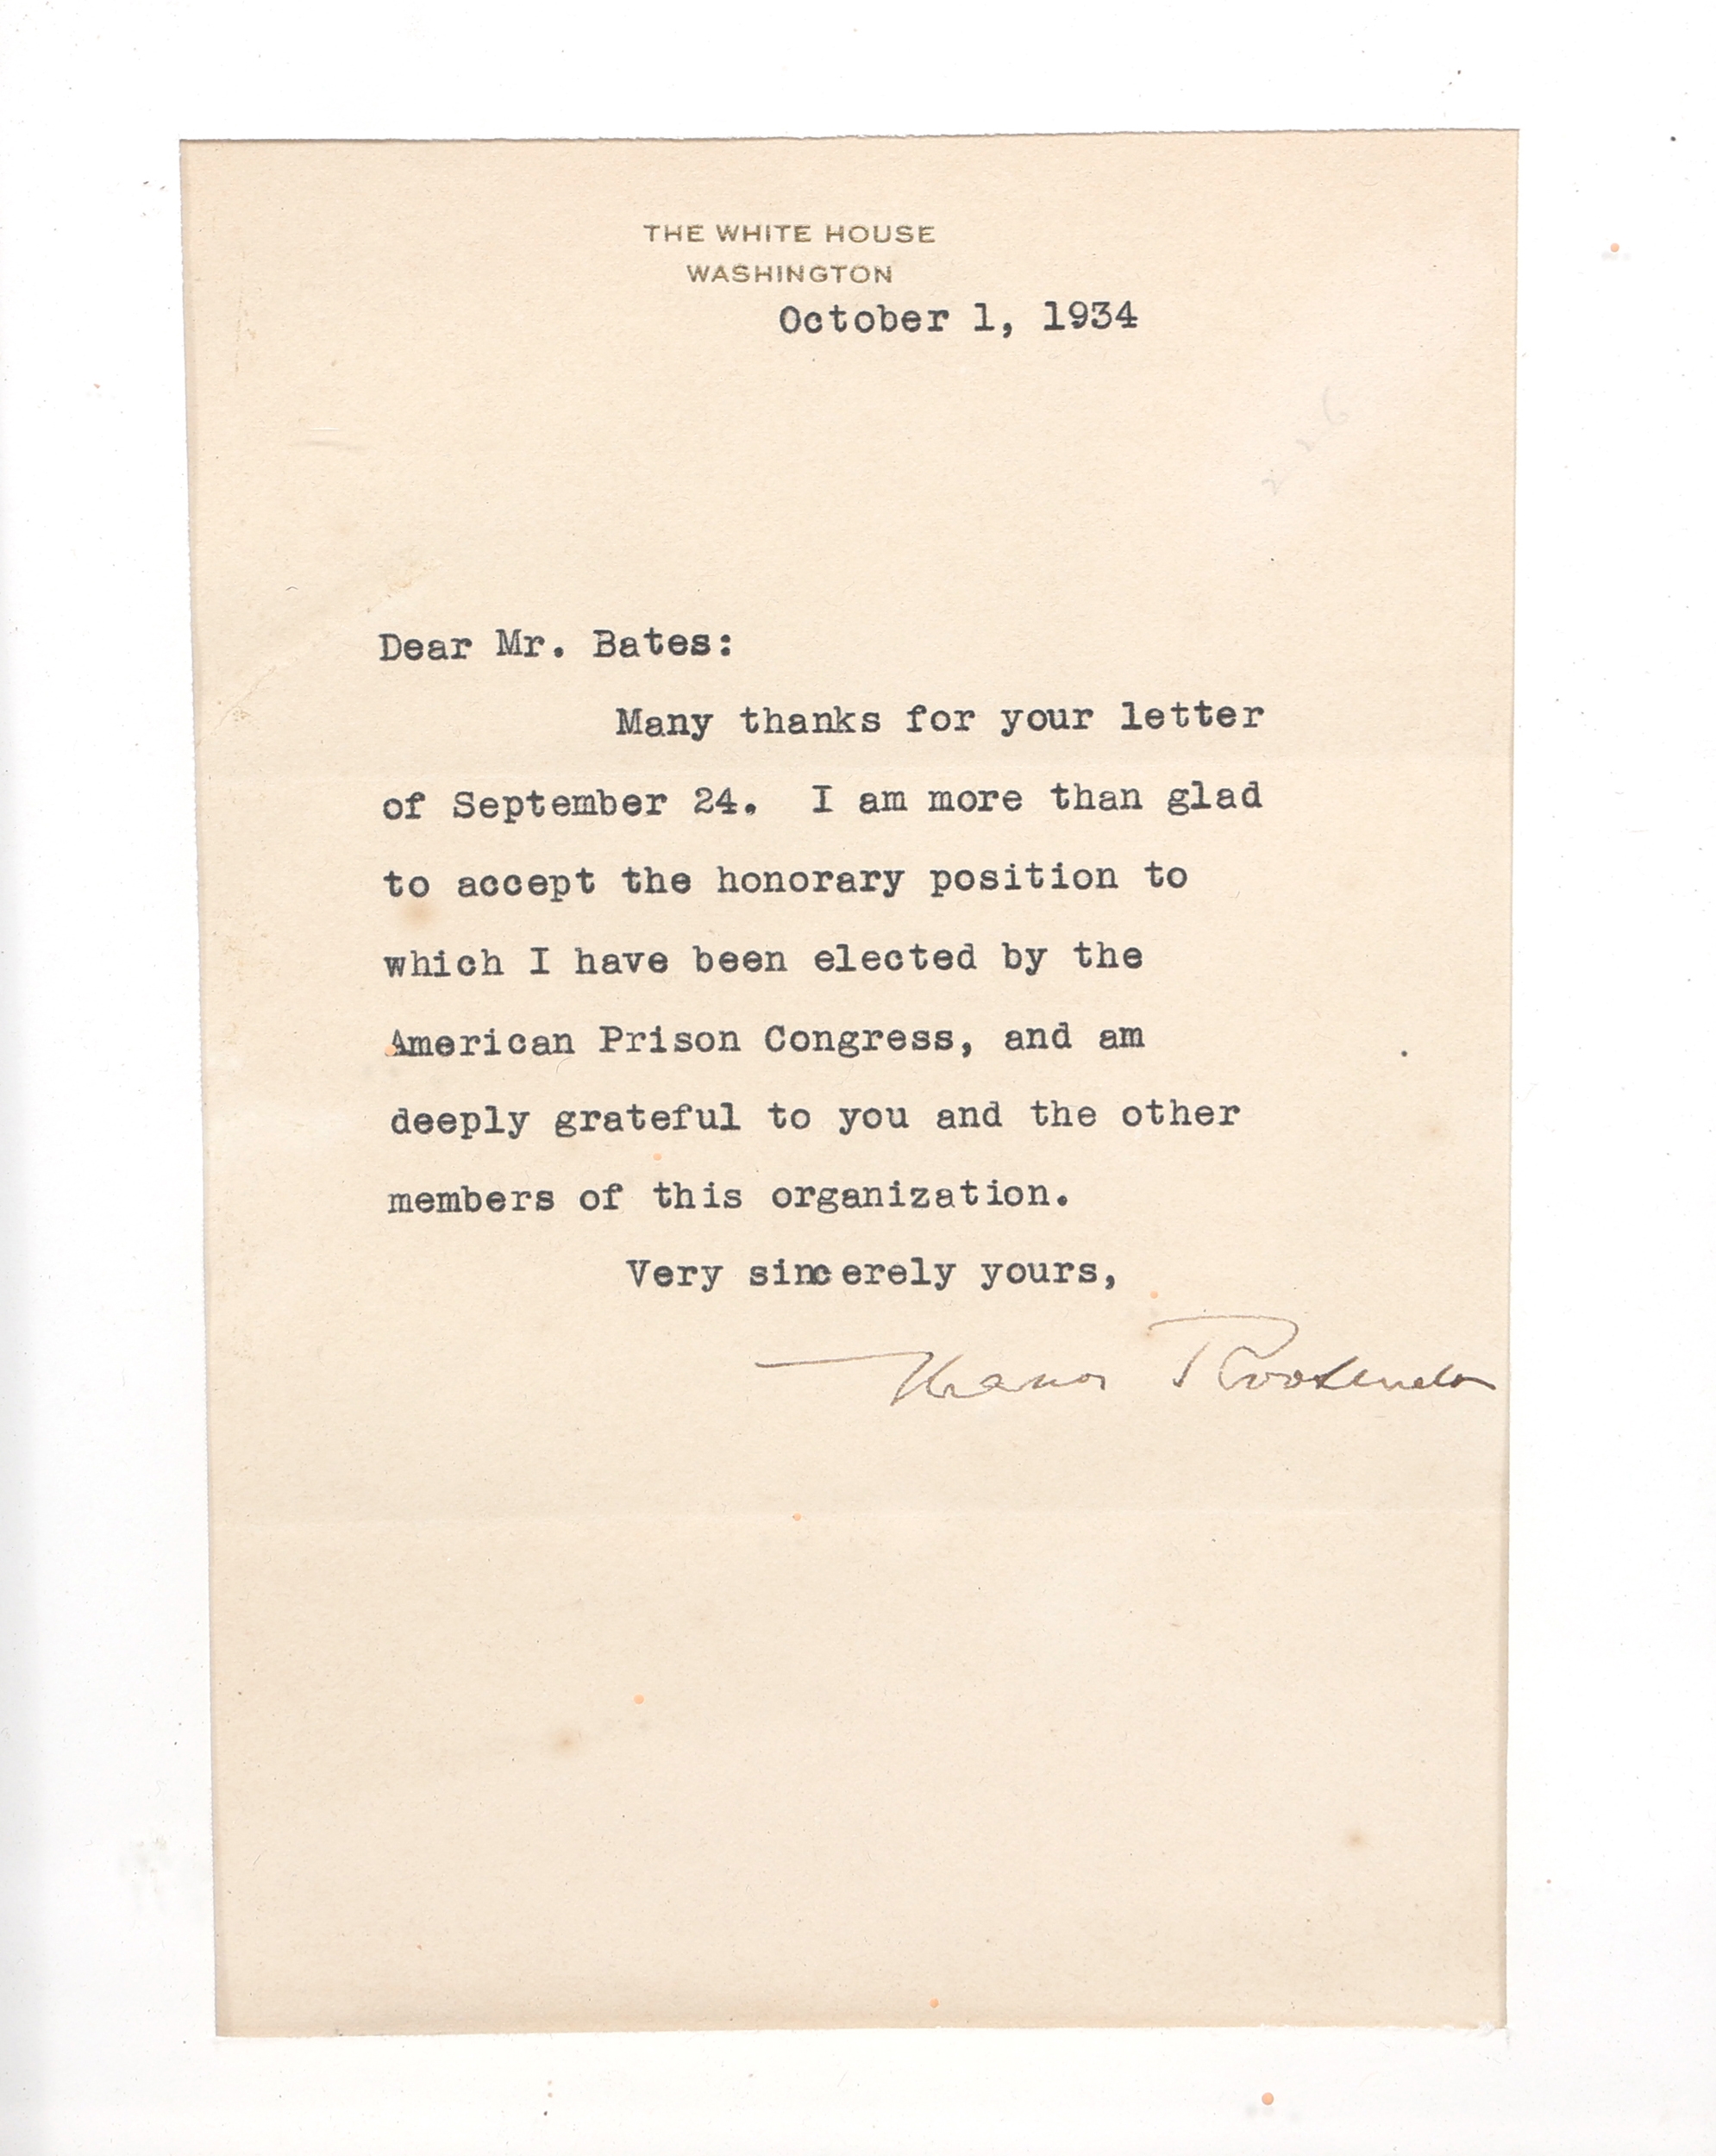 THE WHITE HOUSE
WASHINGTON
October 1, 1934
Dear Mr. Bates:
Many thanks for your letter
of September 24. I am more than glad
to accept the honorary position to
which I have been elected by the
American Prison Congress, and am
deeply grateful to you and the other
members of this organization.
Very sincerely yours,
Eleanor Roosevelt